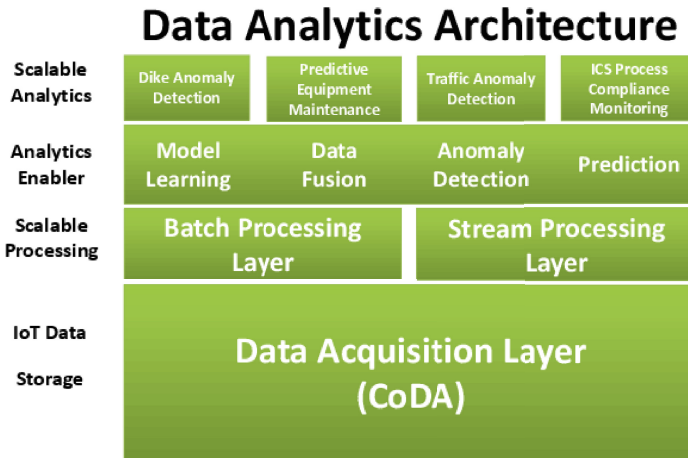 Data Analytics Architecture
Scalable
Analytics
Dike Anomaly
Detection
Predictive
Equipment
Maintenance
Traffic Anomaly
Detection
ICS Process
Compliance
Monitoring
Analytics
Enabler
Model
Learning
Data
Fusion
Anomaly
Detection
Prediction
Scalable
Processing
Batch Processing
Layer
Stream Processing
Layer
IoT Data
Storage
Data Acquisition Layer
(CoDA)